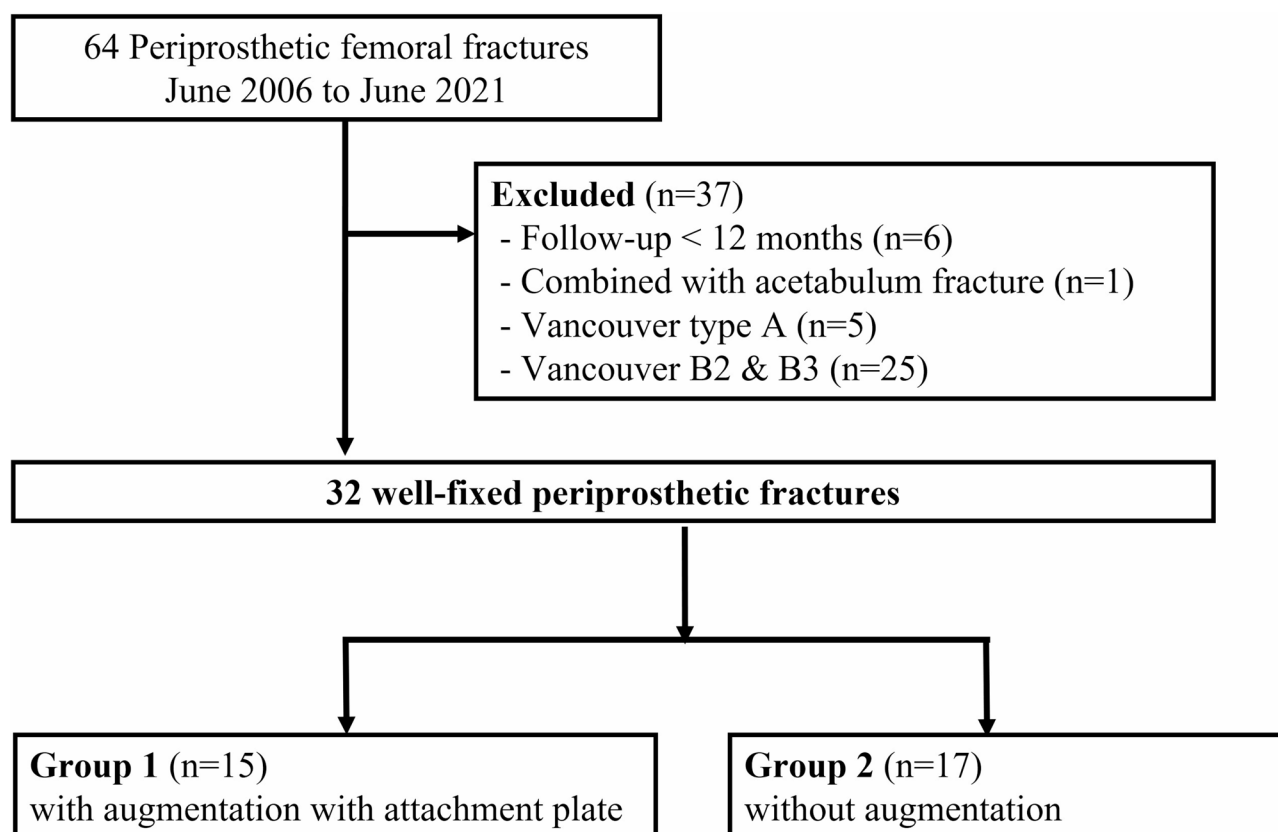 64 Periprosthetic femoral fractures
June 2006 to June 2021
Excluded (n=37)
- Follow-up < 12 months (n=6)
- Combined with acetabulum fracture (n=1)
- Vancouver type A (n=5)
- Vancouver B2 & B3 (n=25)
32 well-fixed periprosthetic fractures
Group 1 (n=15)
with augmentation with attachment plate
Group 2 (n=17)
without augmentation